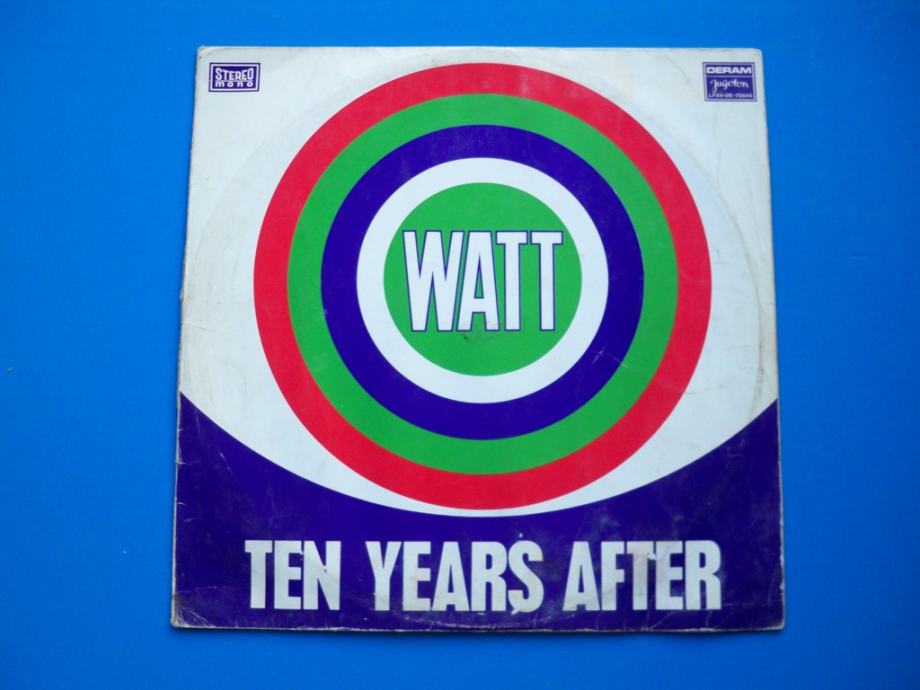 STEREO
mono
DERAM
Jugoton
WATT
TEN YEARS AFTER